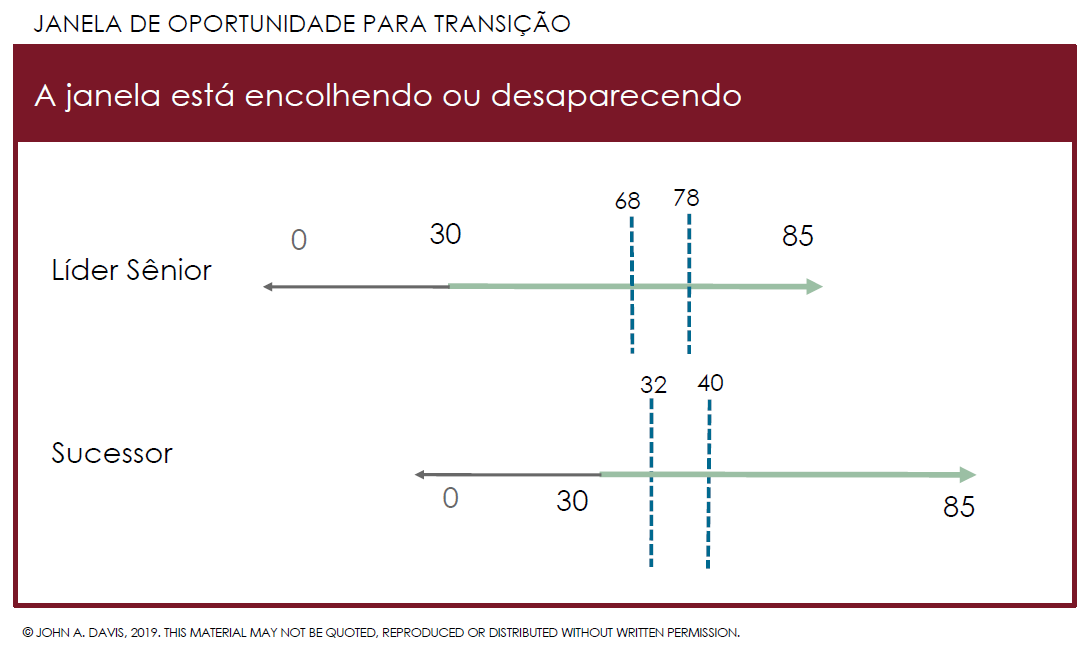 JANELA DE OPORTUNIDADE PARA TRANSIÇÃO
A janela está encolhendo ou desaparecendo
68 78
0 30 85
Líder Sênior
32 40
Sucessor
0 30 85
© JOHN A. DAVIS, 2019. THIS MATERIAL MAY NOT BE QUOTED, REPRODUCED OR DISTRIBUTED WITHOUT WRITTEN PERMISSION.